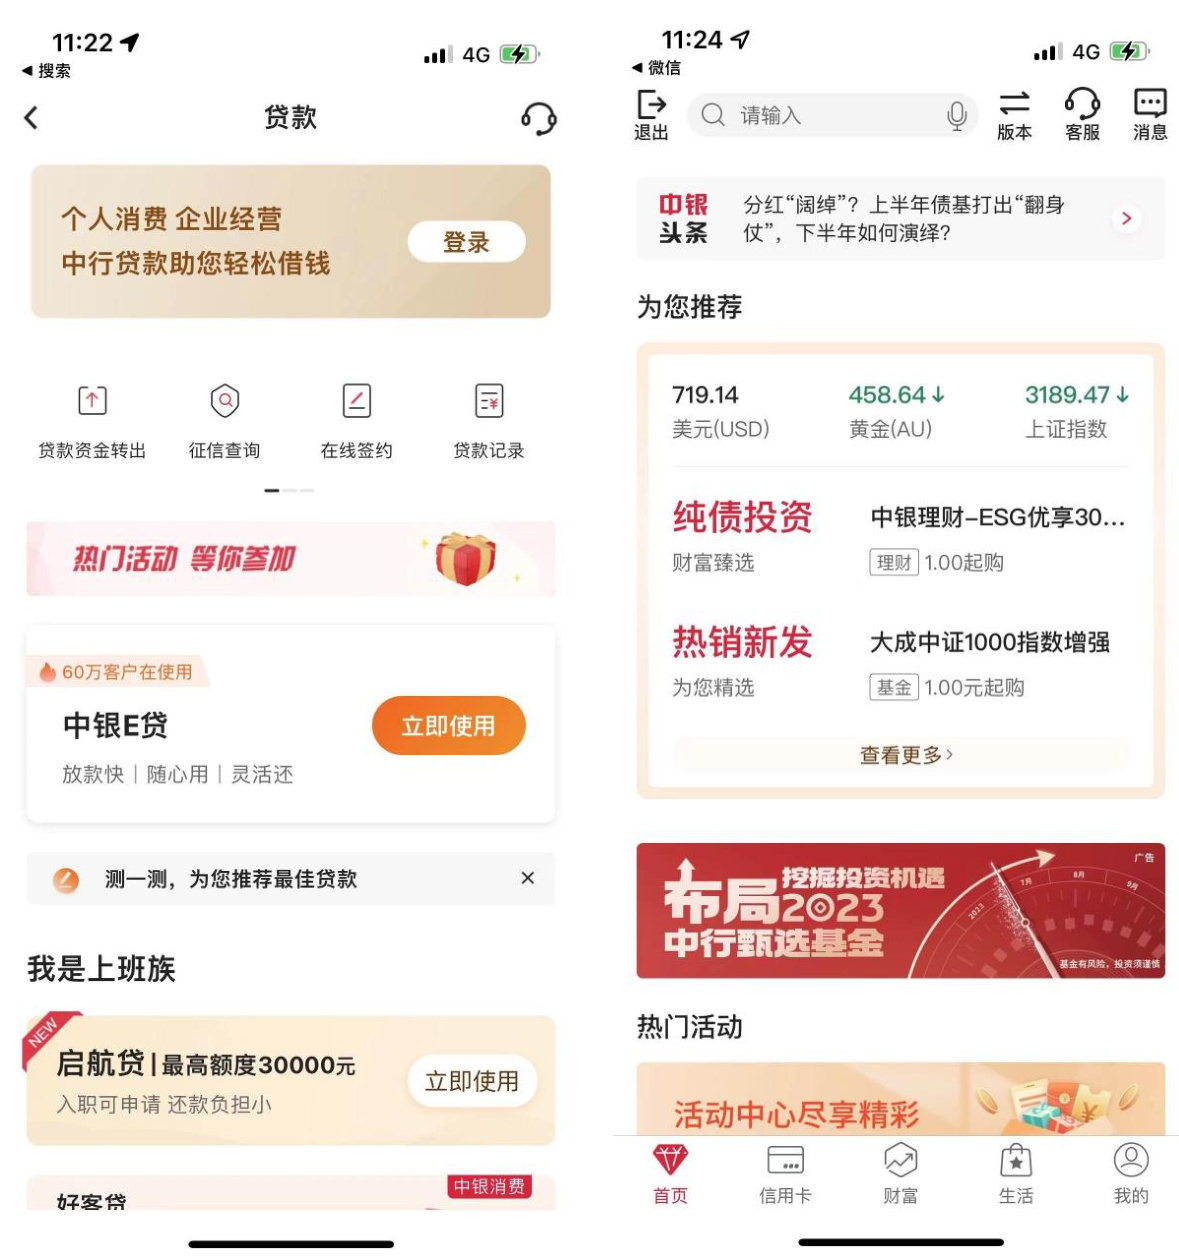 11:22
4G
搜索
贷款
个人消费 企业经营
中行贷款助您轻松借钱
登录
贷款资金转出
征信查询
在线签约
贷款记录
热门活动 等你参加
60万客户在使用
中银E贷
立即使用
放款快｜随心用｜灵活还
测一测，为您推荐最佳贷款
我是上班族
NEW
启航贷|最高额度30000元
入职可申请 还款负担小
立即使用
中银消费
好客贷
11:24
4G
微信
退出
请输入
版本
客服
消息
中银
头条
分红“阔绰”？上半年债基打出“翻身
仗”，下半年如何演绎?
为您推荐
719.14
458.64↓
3189.47↓
美元(USD)
黄金(AU)
上证指数
纯债投资
中银理财-ESG优享30...
财富臻选
理财 1.00起购
热销新发
大成中证1000指数增强
为您精选
基金 1.00元起购
查看更多
广告
布局
挖掘投资机遇
2023
中行甄选基金
2023
7月
8月
9月
基金有风险，投资须谨慎
热门活动
活动中心尽享精彩
首页
信用卡
财富
生活
我的